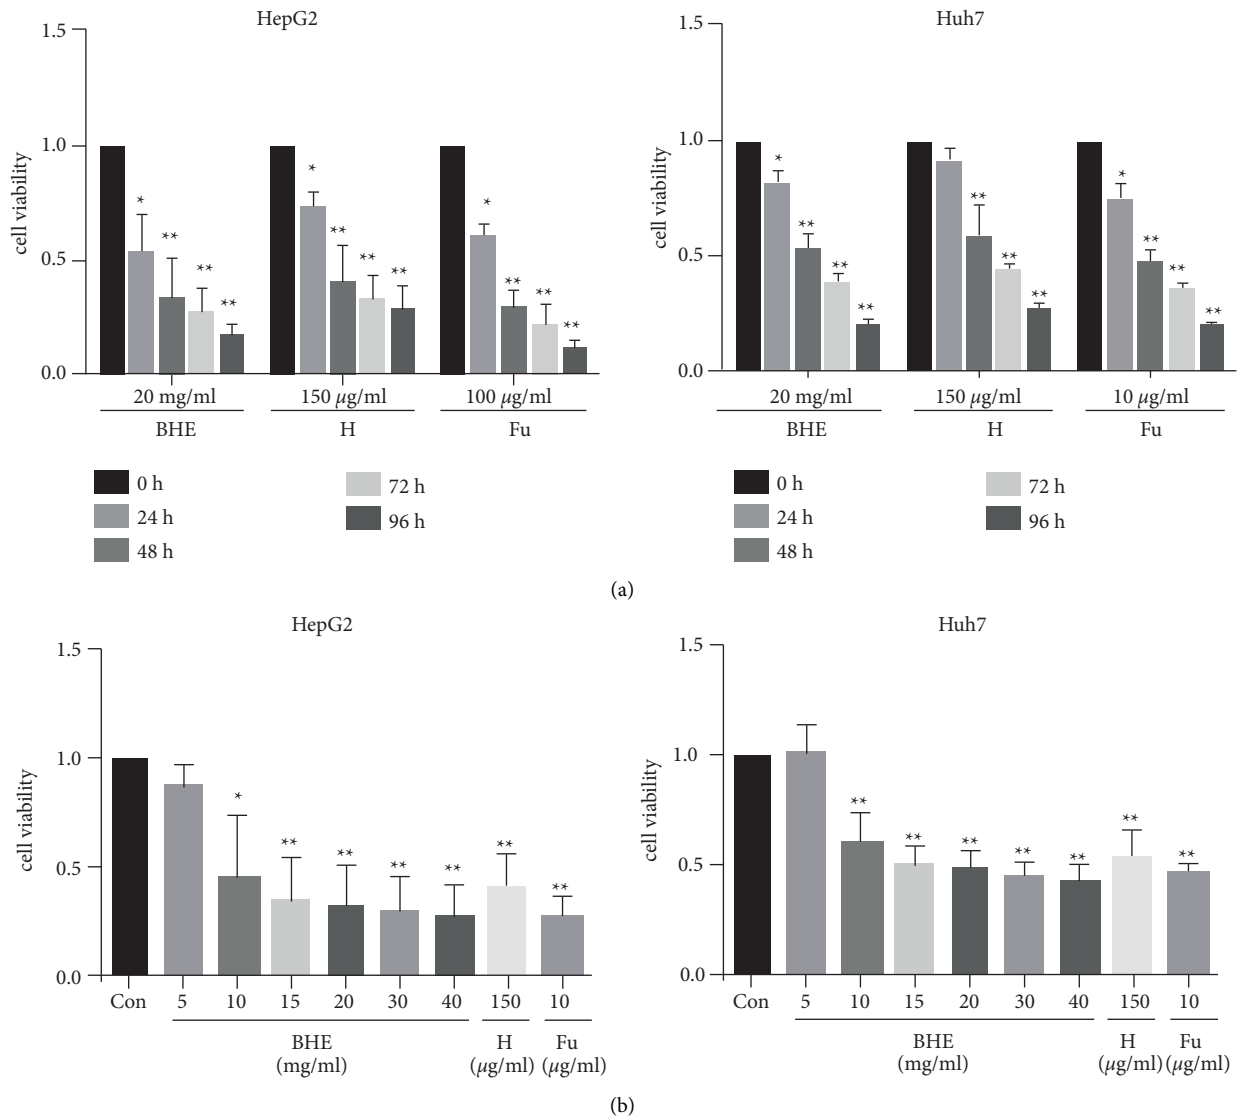 HepG2
1.5
1.0
0.5
0.0
cell viability
* ** ** **
* ** ** **
* ** ** **
20 mg/ml 150 μg/ml 100 μg/ml
BHE H Fu
0 h 72 h
24 h 96 h
48 h
Huh7
1.5
1.0
0.5
0.0
cell viability
* ** ** **
** ** **
* ** ** **
20 mg/ml 150 μg/ml 10 μg/ml
BHE H Fu
0 h 72 h
24 h 96 h
48 h
(a)
HepG2
1.5
1.0
0.5
0.0
cell viability
* ** ** ** ** ** **
Con 5 10 15 20 30 40 150 10
BHE H Fu
(mg/ml) (μg/ml) (μg/ml)
Huh7
1.5
1.0
0.5
0.0
cell viability
** ** ** ** ** ** **
Con 5 10 15 20 30 40 150 10
BHE H Fu
(mg/ml) (μg/ml) (μg/ml)
(b)